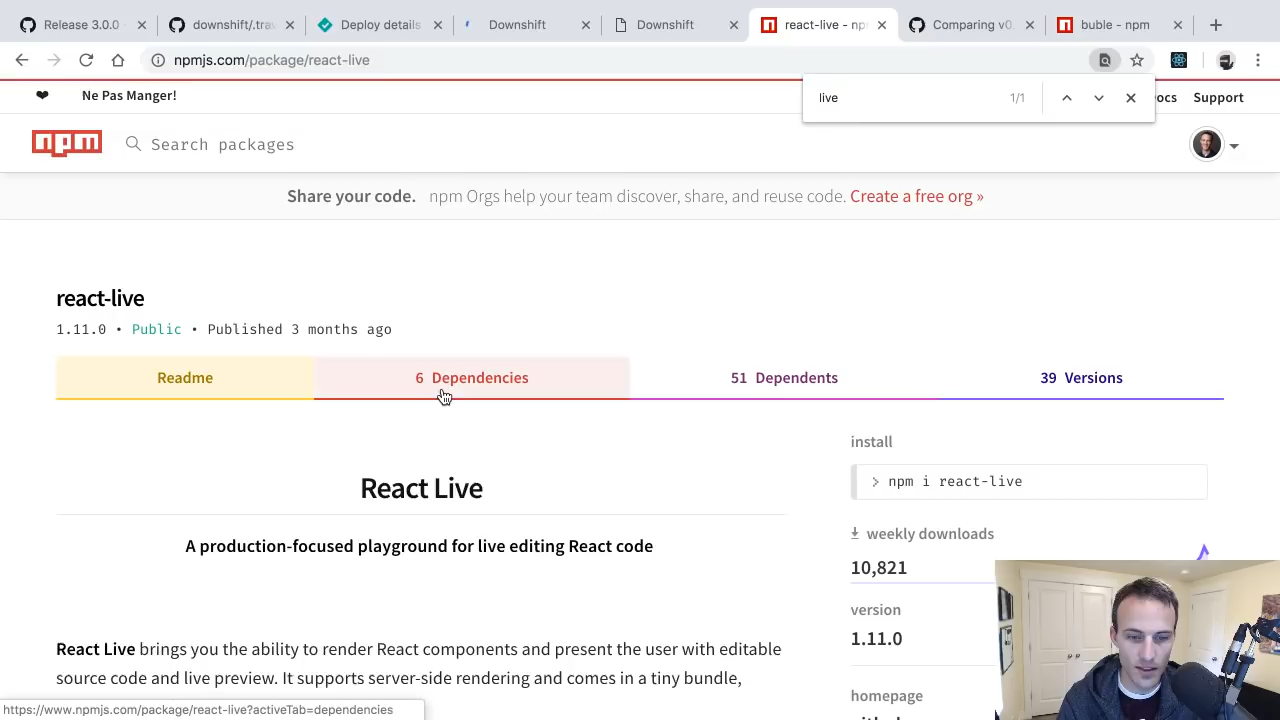 Release 3.0.0
downshift/.trav
Deploy details
Downshift
Downshift
react-live - npm
Comparing v0.
buble - npm
npmjs.com/package/react-live
live
1/1
❤ Ne Pas Manger!
ocs
Support
npm
Search packages
Share your code. npm Orgs help your team discover, share, and reuse code. Create a free org »
react-live
1.11.0 • Public • Published 3 months ago
Readme
6 Dependencies
51 Dependents
39 Versions
React Live
A production-focused playground for live editing React code
React Live brings you the ability to render React components and present the user with editable
source code and live preview. It supports server-side rendering and comes in a tiny bundle,
install
> npm i react-live
weekly downloads
10,821
version
1.11.0
homepage
https://www.npmjs.com/package/react-live?activeTab=dependencies